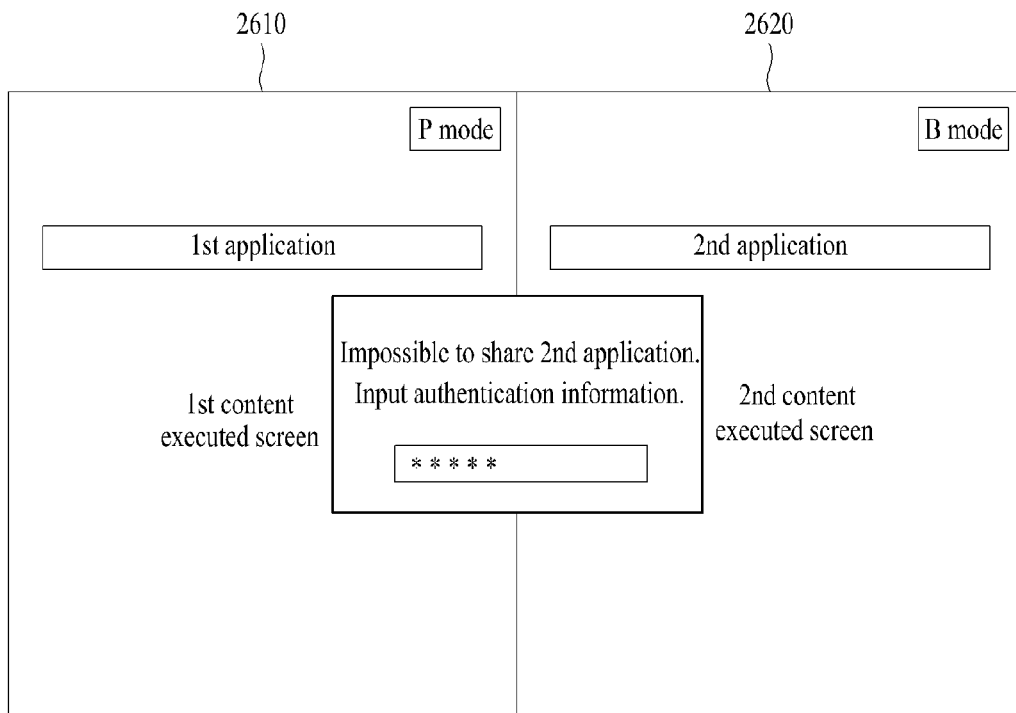 2610
2620
P mode
B mode
1st application
2nd application
Impossible to share 2nd application.
Input authentication information.
* * * * *
1st content
executed screen
2nd content
executed screen